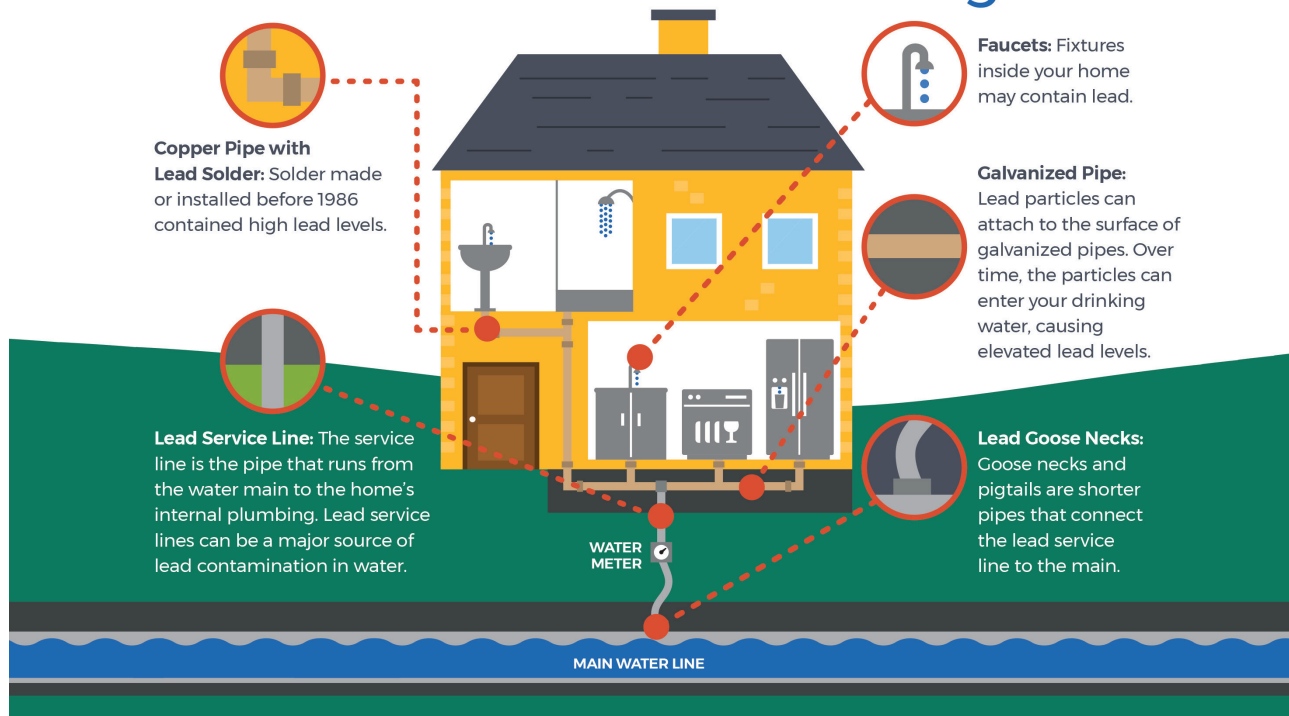 Copper Pipe with
Lead Solder: Solder made
or installed before 1986
contained high lead levels.
Faucets: Fixtures
inside your home
may contain lead.
Galvanized Pipe:
Lead particles can
attach to the surface of
galvanized pipes. Over
time, the particles can
enter your drinking
water, causing
elevated lead levels.
Lead Service Line: The service
line is the pipe that runs from
the water main to the home’s
internal plumbing. Lead service
lines can be a major source of
lead contamination in water.
Lead Goose Necks:
Goose necks and
pigtails are shorter
pipes that connect
the lead service
line to the main.
WATER
METER
MAIN WATER LINE